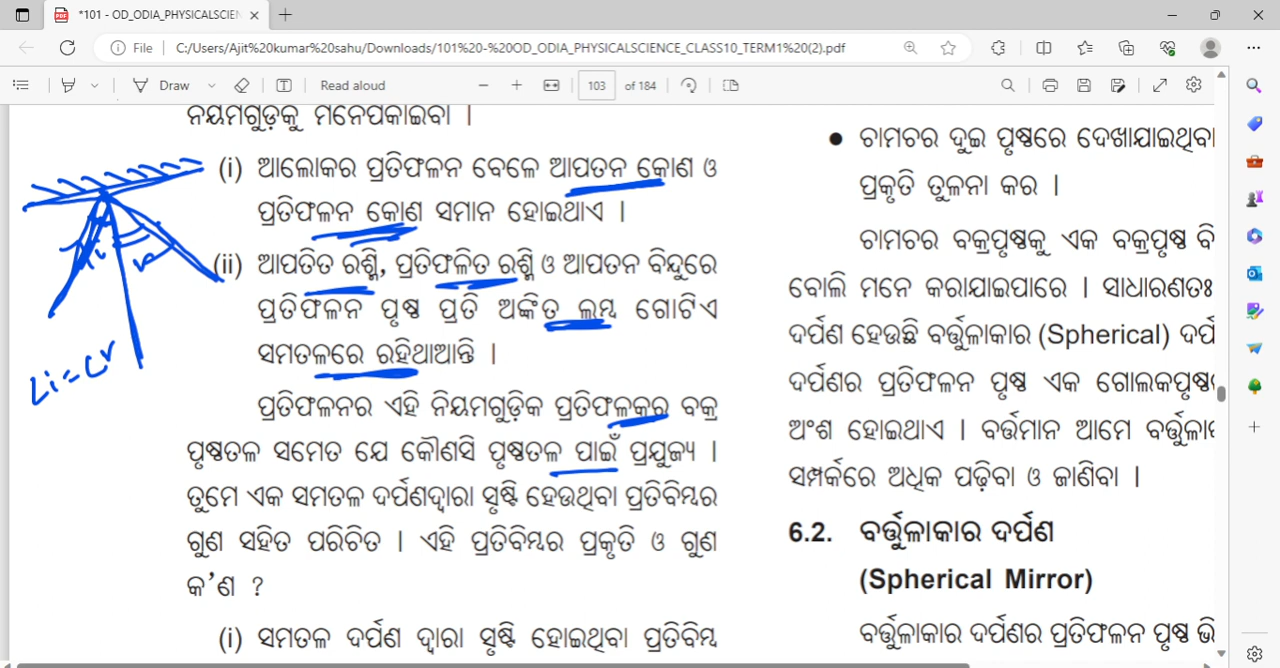 *101 - OD_ODIA_PHYSICALSCIEN
File
C:/Users/Ajit%20kumar%20sahu/Downloads/101%20-%20OD_ODIA_PHYSICALSCIENCE_CLASS10_TERM1%20(2).pdf
Draw
Read aloud
103 of 184
ନିୟମଗୁଡ଼ିକୁ ମନେପକାଇବା ।
(i) ଆଲୋକର ପ୍ରତିଫଳନ ବେଳେ ଆପତନ କୋଣ ଓ
ପ୍ରତିଫଳନ କୋଣ ସମାନ ହୋଇଥାଏ ।
(ii) ଆପତିତ ରଶ୍ମି, ପ୍ରତିଫଳିତ ରଶ୍ମି ଓ ଆପତନ ବିନ୍ଦୁରେ
ପ୍ରତିଫଳନ ପୃଷ୍ଠ ପ୍ରତି ଅଙ୍କିତ ଲମ୍ବ ଗୋଟିଏ
ସମତଳରେ ରହିଥାଆନ୍ତି ।
ପ୍ରତିଫଳନର ଏହି ନିୟମଗୁଡ଼ିକ ପ୍ରତିଫଳକର ବକ୍ର
ପୃଷ୍ଠତଳ ସମେତ ଯେ କୌଣସି ପୃଷ୍ଠତଳ ପାଇଁ ପ୍ରଯୁଜ୍ୟ ।
ତୁମେ ଏକ ସମତଳ ଦର୍ପଣଦ୍ୱାରା ସୃଷ୍ଟି ହେଉଥିବା ପ୍ରତିବିମ୍ବର
ଗୁଣ ସହିତ ପରିଚିତ । ଏହି ପ୍ରତିବିମ୍ବର ପ୍ରକୃତି ଓ ଗୁଣ
କ'ଣ ?
(i) ସମତଳ ଦର୍ପଣ ଦ୍ୱାରା ସୃଷ୍ଟି ହୋଇଥିବା ପ୍ରତିବିମ୍ବ
i
r
∠i=∠r
● ଚାମଚର ଦୁଇ ପୃଷ୍ଠରେ ଦେଖାଯାଇଥିବା
ପ୍ରକୃତି ତୁଳନା କର ।
ଚାମଚର ବକ୍ରପୃଷ୍ଠକୁ ଏକ ବକ୍ରପୃଷ୍ଠ ବି
ବୋଲି ମନେ କରାଯାଇପାରେ । ସାଧାରଣତଃ
ଦର୍ପଣ ହେଉଛି ବର୍ତ୍ତୁଳାକାର (Spherical) ଦର୍ପ
ଦର୍ପଣର ପ୍ରତିଫଳନ ପୃଷ୍ଠ ଏକ ଗୋଲକପୃଷ୍ଠର
ଅଂଶ ହୋଇଥାଏ । ବର୍ତ୍ତମାନ ଆମେ ବର୍ତ୍ତୁଳା
ସମ୍ପର୍କରେ ଅଧିକ ପଢ଼ିବା ଓ ଜାଣିବା ।
6.2. ବର୍ତ୍ତୁଳାକାର ଦର୍ପଣ
(Spherical Mirror)
ବର୍ତ୍ତୁଳାକାର ଦର୍ପଣର ପ୍ରତିଫଳନ ପୃଷ୍ଠ ଭି